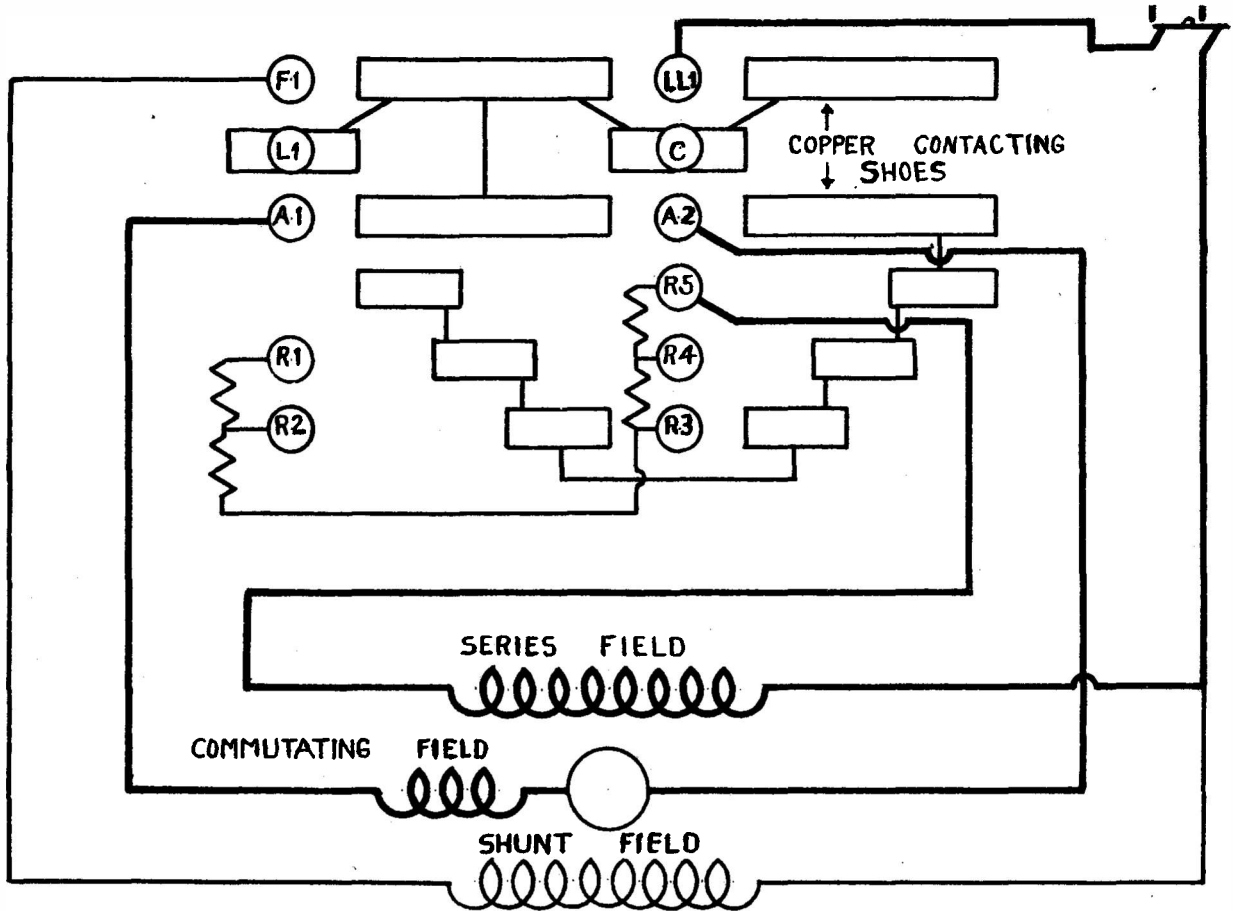 F1
LL1
L1
C
COPPER CONTACTING
SHOES
A1
A2
R5
R1
R4
R2
R3
SERIES FIELD
COMMUTATING FIELD
SHUNT FIELD